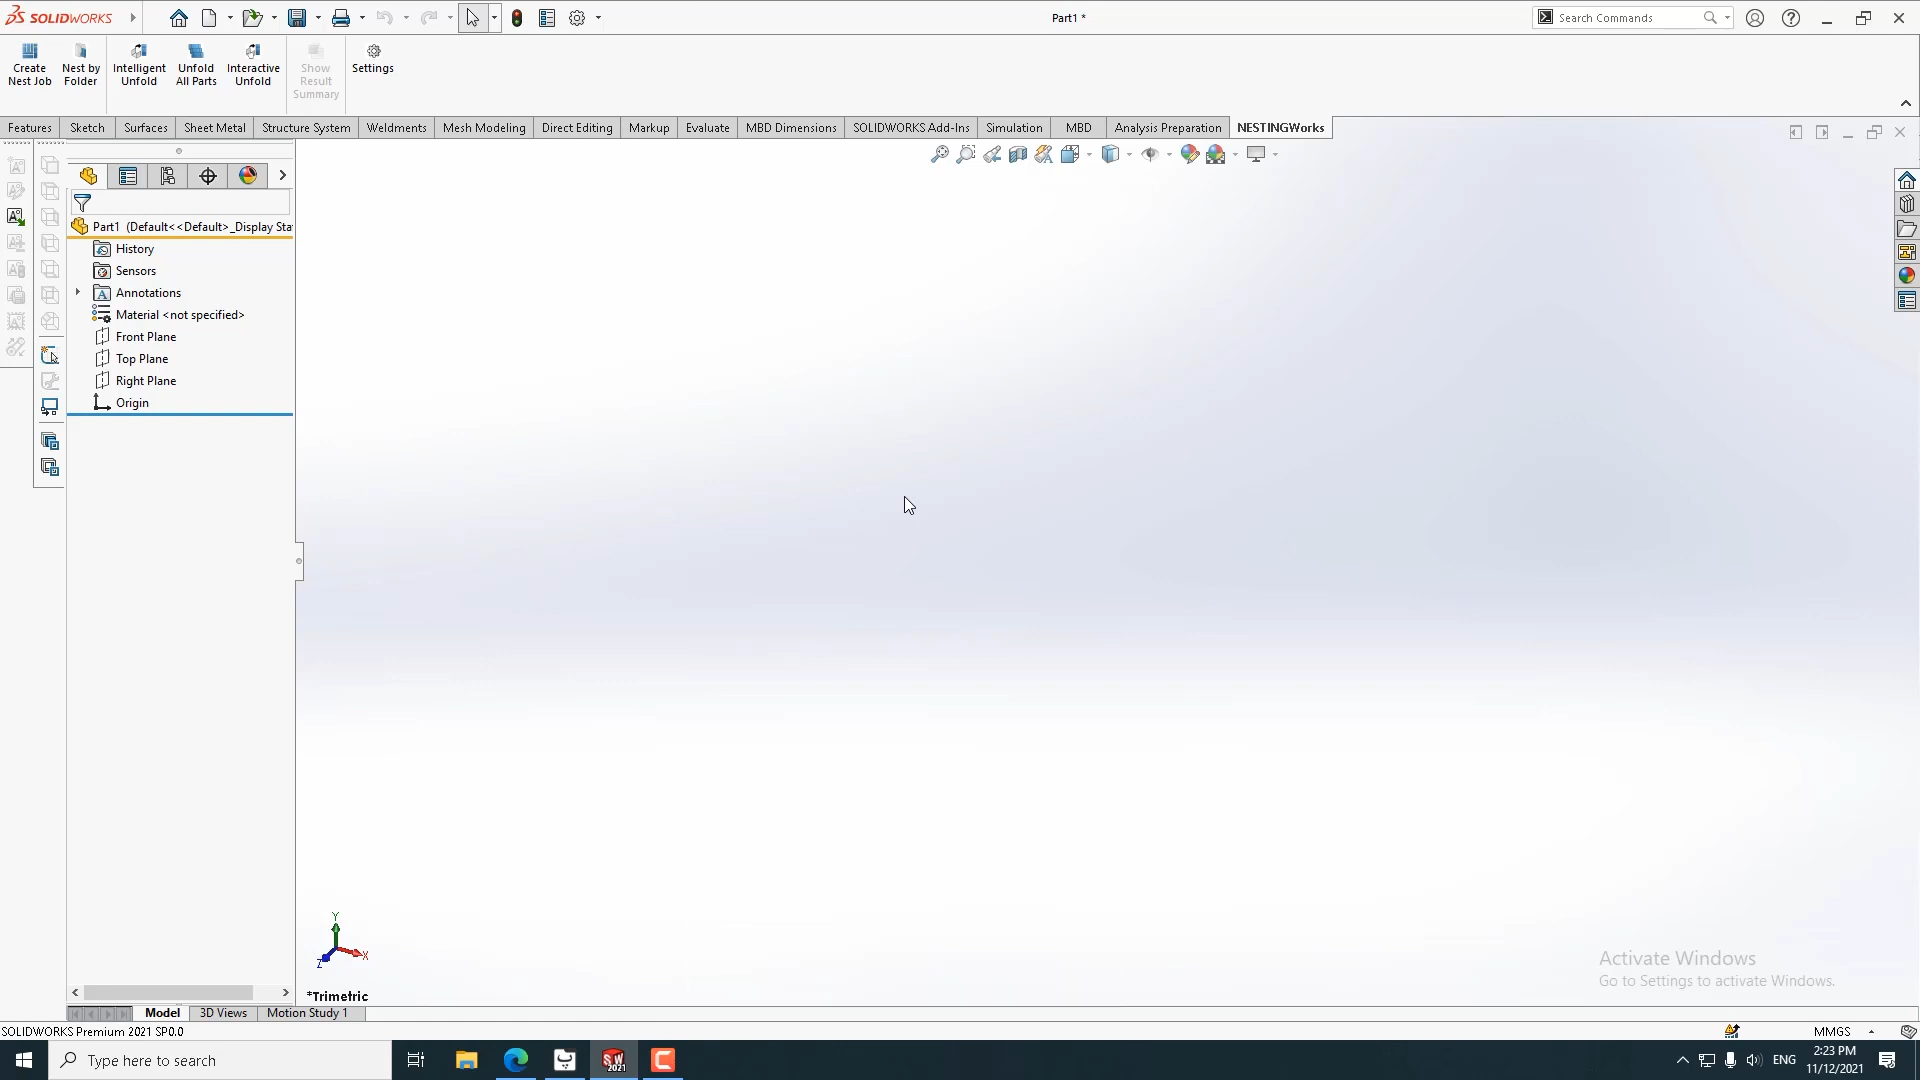 SOLIDWORKS
Part1 *
Search Commands
Create Nest Job
Nest by Folder
Intelligent Unfold
Unfold All Parts
Interactive Unfold
Show Result Summary
Settings
Features Sketch Surfaces Sheet Metal Structure System Weldments Mesh Modeling Direct Editing Markup Evaluate MBD Dimensions SOLIDWORKS Add-Ins Simulation MBD Analysis Preparation NESTINGWorks
Part1 (Default<<Default>_Display Sta
History
Sensors
Annotations
Material <not specified>
Front Plane
Top Plane
Right Plane
Origin
Y
X
Z
*Trimetric
Activate Windows
Go to Settings to activate Windows.
Model 3D Views Motion Study 1
SOLIDWORKS Premium 2021 SP0.0
MMGS
Type here to search
SW 2021
ENG
2:23 PM
11/12/2021